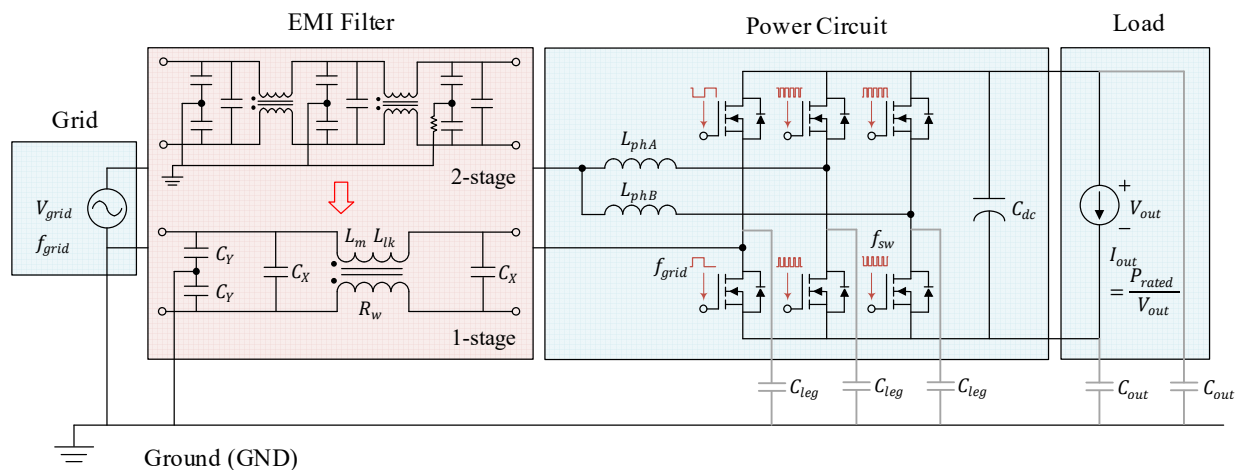 EMI Filter
Power Circuit
Load
Grid
2-stage
V_grid
f_grid
L_phA
L_phB
C_dc
+
V_out
−
I_out
= P_rated / V_out
f_grid
f_sw
C_Y
C_Y
C_X
L_m L_lk
R_w
C_X
1-stage
C_leg
C_leg
C_leg
C_out
C_out
Ground (GND)